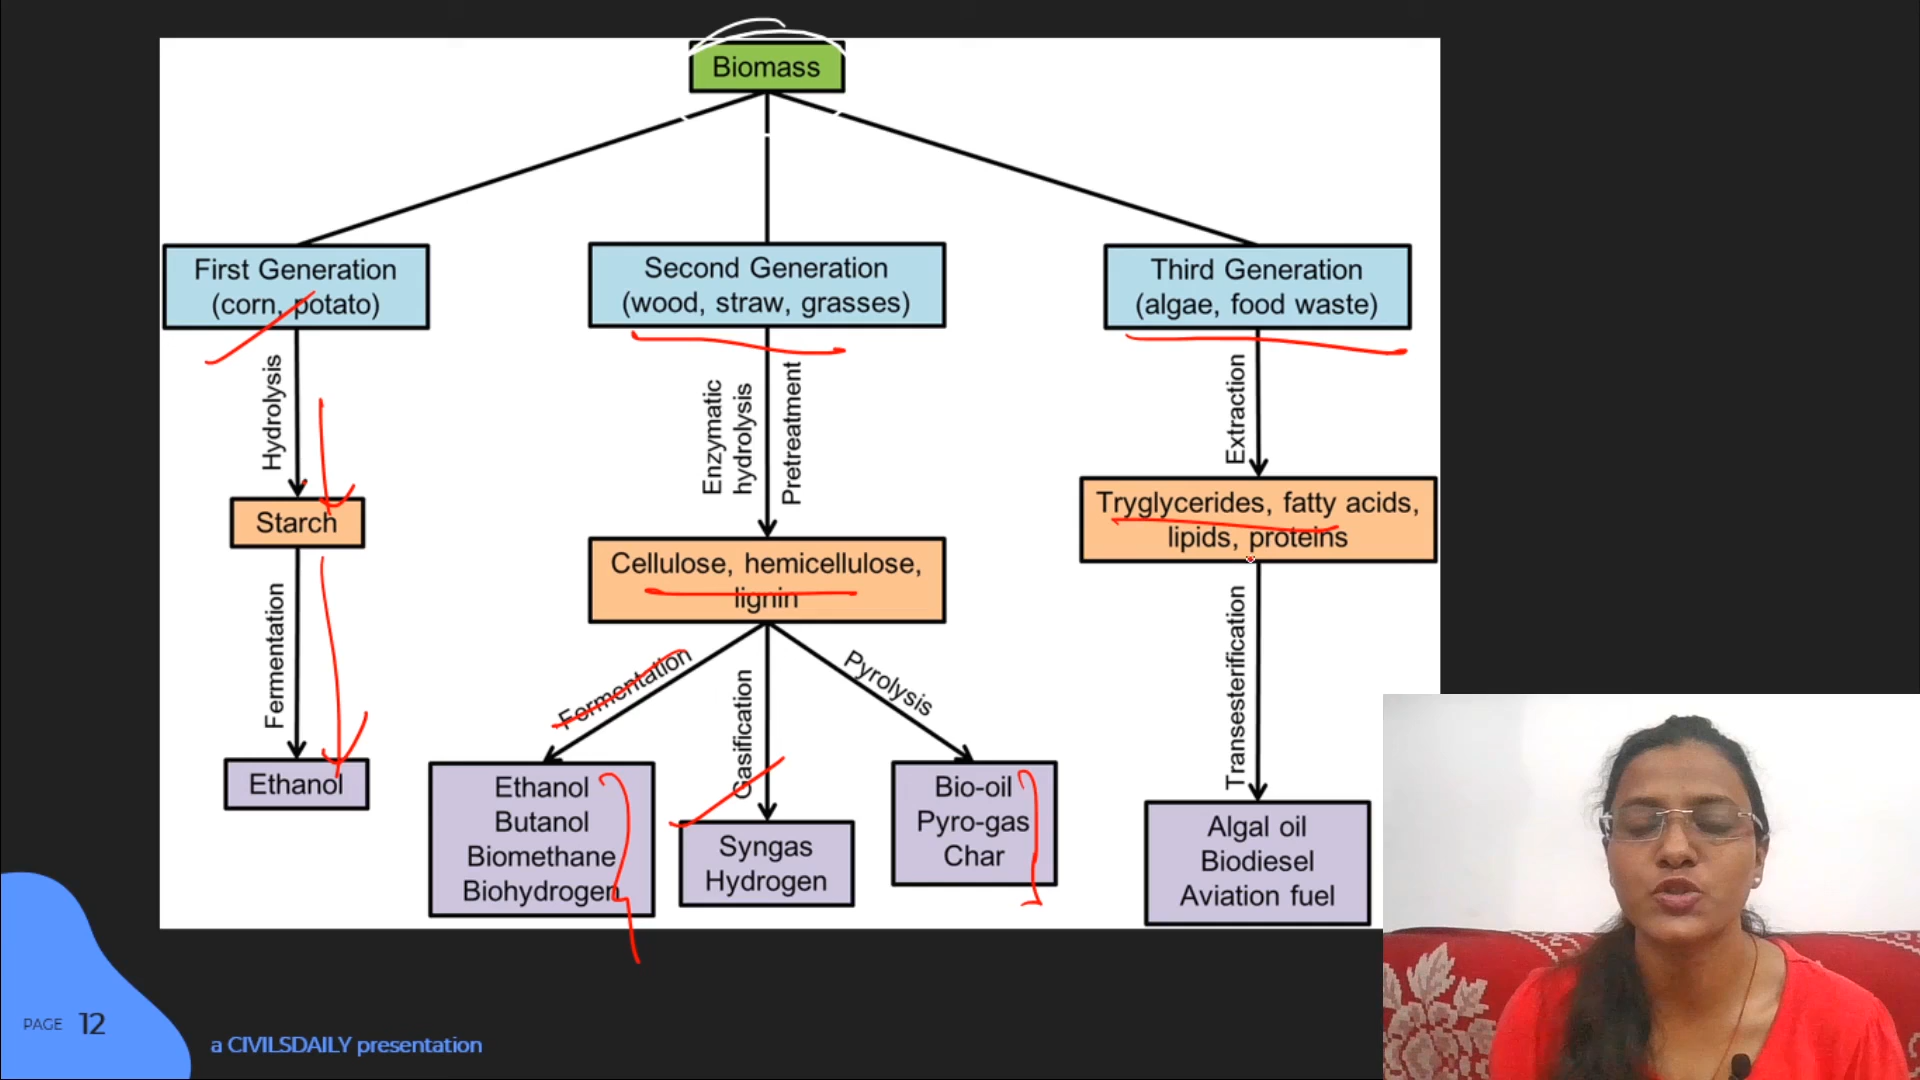 Biomass
First Generation
(corn, potato)
Second Generation
(wood, straw, grasses)
Third Generation
(algae, food waste)
Hydrolysis
Enzymatic
hydrolysis
Pretreatment
Extraction
Starch
Cellulose, hemicellulose,
lignin
Tryglycerides, fatty acids,
lipids, proteins
Fermentation
Fermentation
Gasification
Pyrolysis
Transesterification
Ethanol
Ethanol
Butanol
Biomethane
Biohydrogen
Syngas
Hydrogen
Bio-oil
Pyro-gas
Char
Algal oil
Biodiesel
Aviation fuel
PAGE 12
a CIVILSDAILY presentation